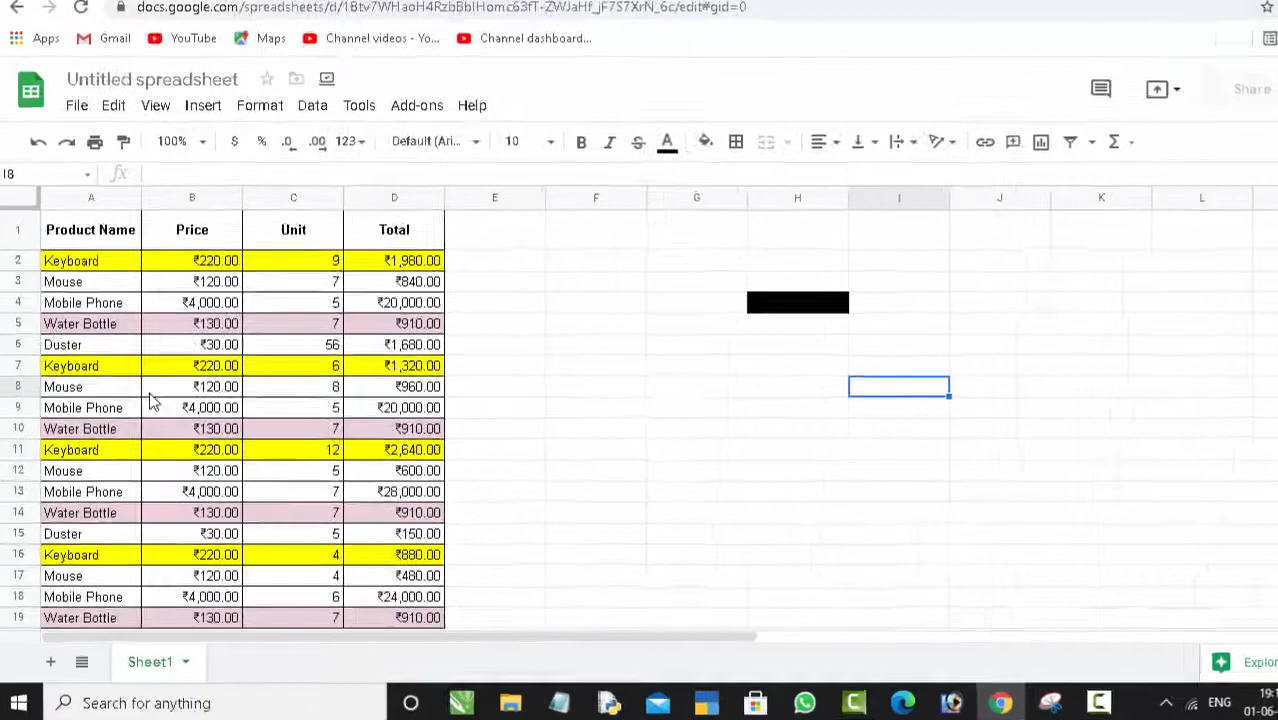 docs.google.com/spreadsheets/d/1Btv7WHaoH4RzbBblHomc63fT-ZWJaHf_jF7S7XrN_6c/edit#gid=0
Apps Gmail YouTube Maps Channel videos - Yo... Channel dashboard...
Untitled spreadsheet
File Edit View Insert Format Data Tools Add-ons Help
Share
100% $ % .0 .00 123 Default (Ari... 10 B I S A Σ
I8 fx
A B C D E F G H I J K L
1 Product Name Price Unit Total
2 Keyboard ₹220.00 9 ₹1,980.00
3 Mouse ₹120.00 7 ₹840.00
4 Mobile Phone ₹4,000.00 5 ₹20,000.00
5 Water Bottle ₹130.00 7 ₹910.00
6 Duster ₹30.00 56 ₹1,680.00
7 Keyboard ₹220.00 6 ₹1,320.00
8 Mouse ₹120.00 8 ₹960.00
9 Mobile Phone ₹4,000.00 5 ₹20,000.00
10 Water Bottle ₹130.00 7 ₹910.00
11 Keyboard ₹220.00 12 ₹2,640.00
12 Mouse ₹120.00 5 ₹600.00
13 Mobile Phone ₹4,000.00 7 ₹28,000.00
14 Water Bottle ₹130.00 7 ₹910.00
15 Duster ₹30.00 5 ₹150.00
16 Keyboard ₹220.00 4 ₹880.00
17 Mouse ₹120.00 4 ₹480.00
18 Mobile Phone ₹4,000.00 6 ₹24,000.00
19 Water Bottle ₹130.00 7 ₹910.00
Sheet1 Explor
Search for anything ENG 19:1
01-06-